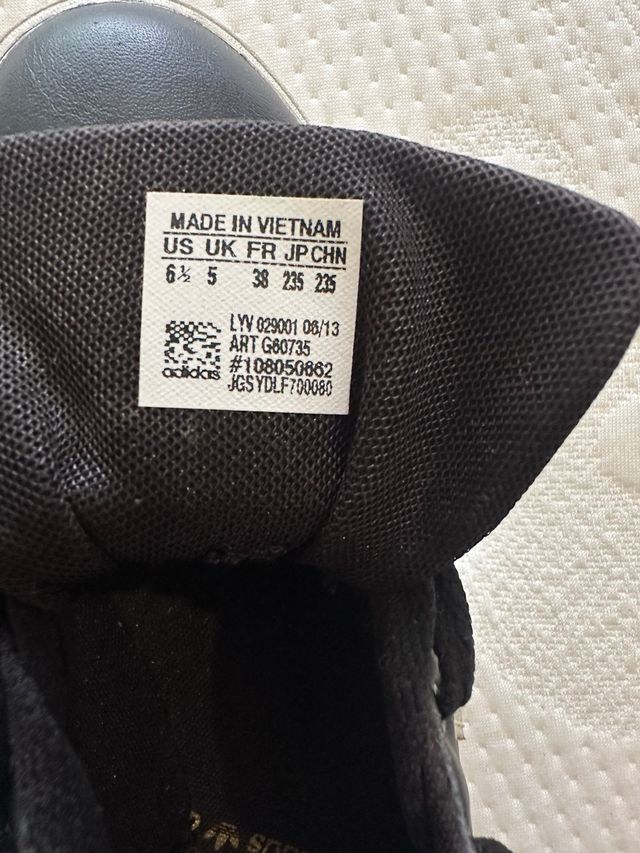 MADE IN VIETNAM
US UK FR JP CHN
6½ 5 38 235 235
LYV 029001 08/13
ART G60735
#108050662
JGSYDLF700080
adidas